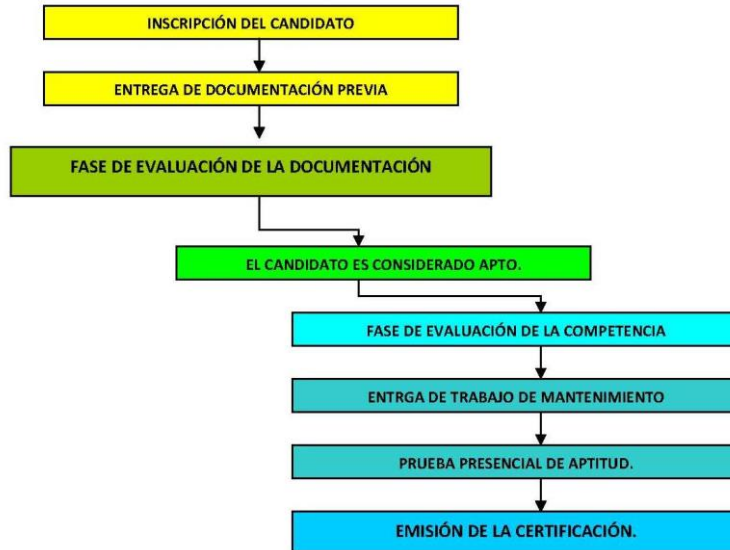 INSCRIPCIÓN DEL CANDIDATO
ENTREGA DE DOCUMENTACIÓN PREVIA
FASE DE EVALUACIÓN DE LA DOCUMENTACIÓN
EL CANDIDATO ES CONSIDERADO APTO.
FASE DE EVALUACIÓN DE LA COMPETENCIA
ENTRGA DE TRABAJO DE MANTENIMIENTO
PRUEBA PRESENCIAL DE APTITUD.
EMISIÓN DE LA CERTIFICACIÓN.